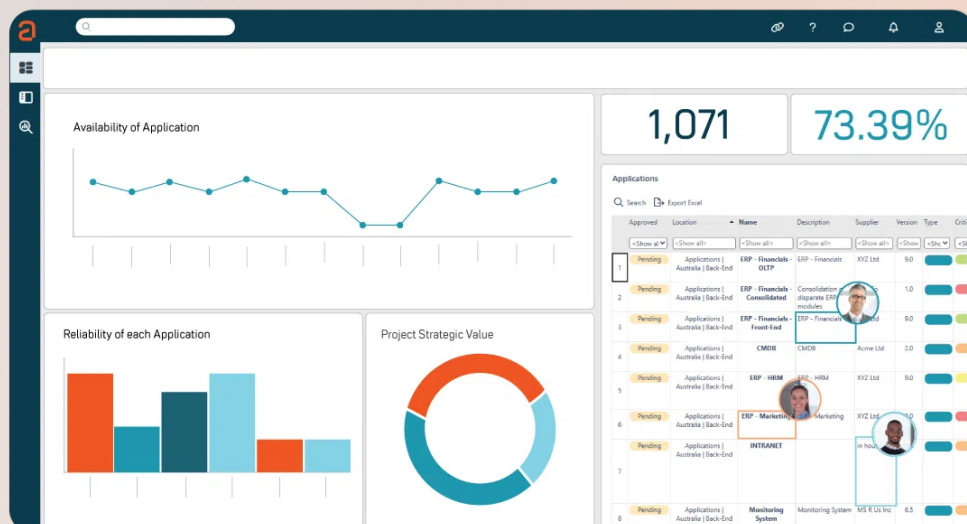 ?
Availability of Application
1,071
73.39%
Applications
Search Export Excel
Approved Location Name Description Supplier Version Type
<Show al <Show all> <Show all> <Show all> <Show all> <Show
1 Pending Applications | ERP - Financials - ERP - Financials XYZ Ltd 9.0
Australia | Back-End OLTP
2 Pending Applications | ERP - Financials - Consolidation 1.0
Australia | Back-End Consolidated disparate ERP
modules
3 Pending Applications | ERP - Financials - ERP - Financials 9.0
Australia | Back-End Front-End
4 Pending Applications | CMDB CMDB Acme Ltd 2.0
Australia | Back-End
5 Pending Applications | ERP - HRM ERP - HRM XYZ Ltd 9.0
Australia | Back-End
6 Pending Applications | ERP - Marketing Marketing XYZ Ltd
Australia | Back-End
7 Pending Applications | INTRANET in
Australia | Back-End
8 Pending Applications | Monitoring Monitoring System MS R Us Inc 6.5
Australia | Back-End System
Reliability of each Application
Project Strategic Value